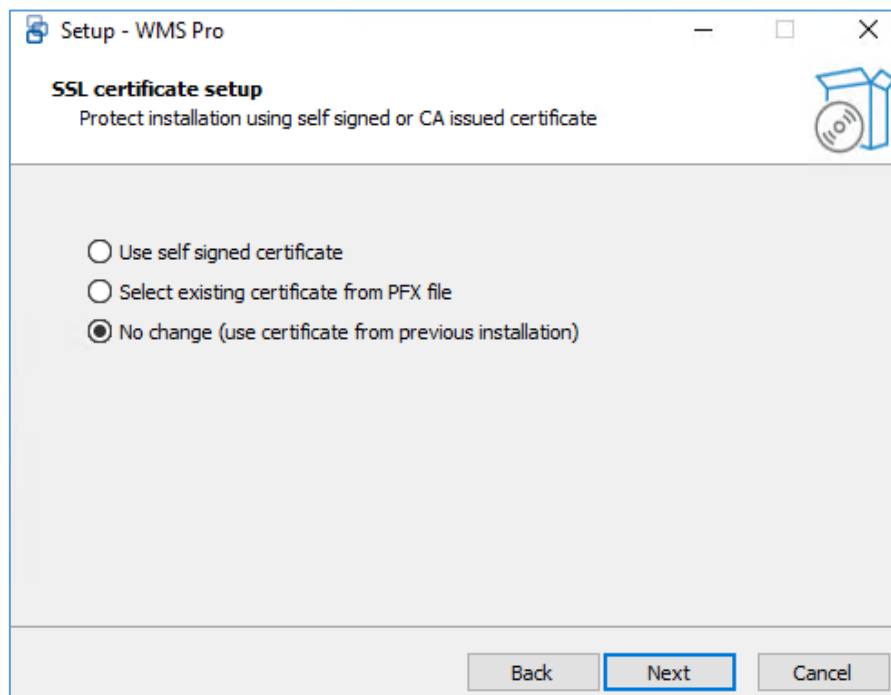 Setup - WMS Pro
SSL certificate setup
Protect installation using self signed or CA issued certificate
Use self signed certificate
Select existing certificate from PFX file
No change (use certificate from previous installation)
Back Next Cancel